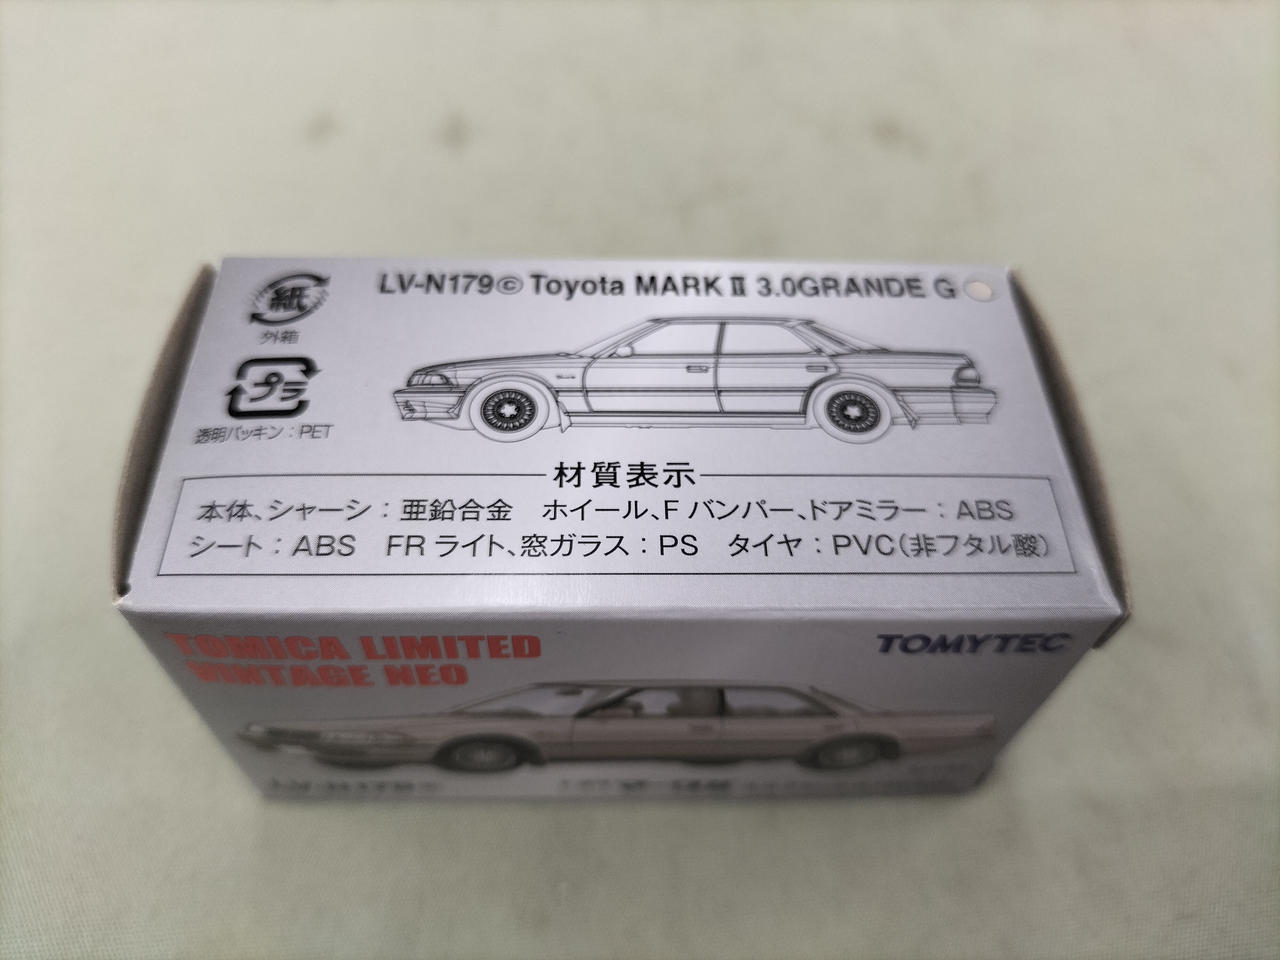 LV-N179© Toyota MARK Ⅱ 3.0GRANDE G
紙
外箱
プラ
透明パッキン：PET
材質表示
本体、シャーシ：亜鉛合金 ホイール、F バンパー、ドアミラー：ABS
シート：ABS FR ライト、窓ガラス：PS タイヤ：PVC（非フタル酸）
TOMICA LIMITED
VINTAGE NEO
TOMYTEC
LV-N179